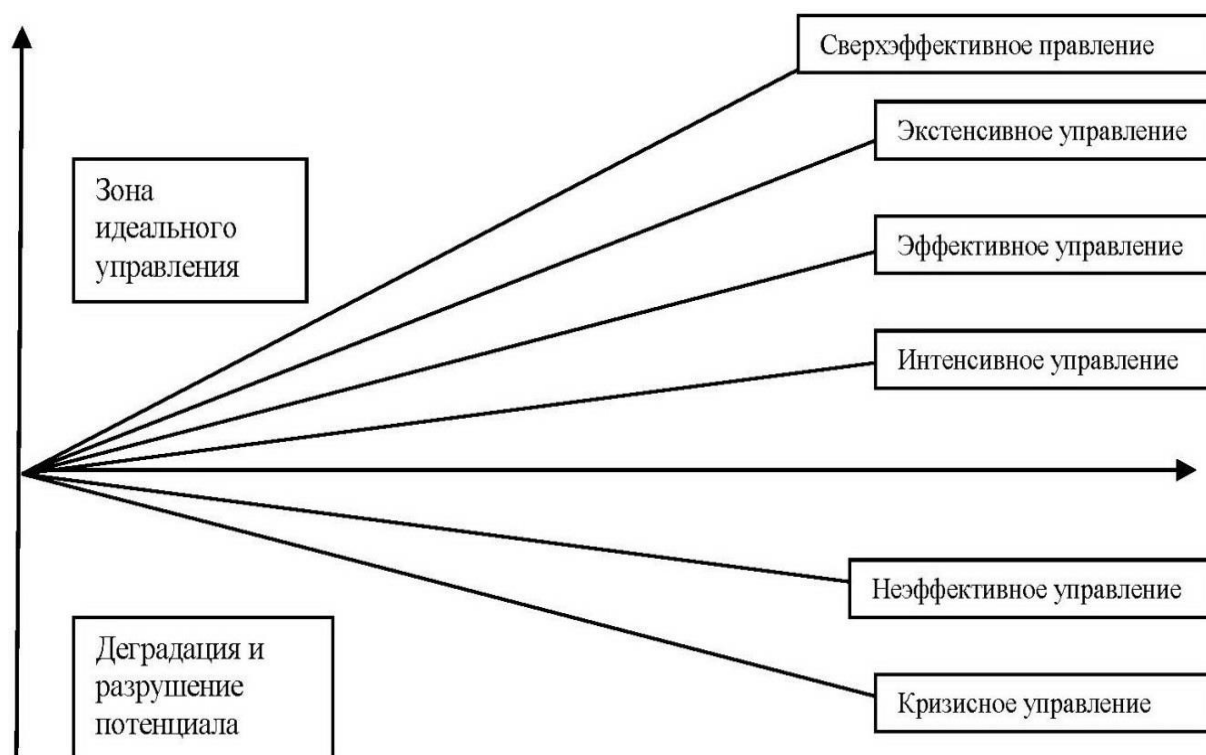 Сверхэффективное правление
Экстенсивное управление
Зона
идеального
управления
Эффективное управление
Интенсивное управление
Неэффективное управление
Деградация и
разрушение
потенциала
Кризисное управление